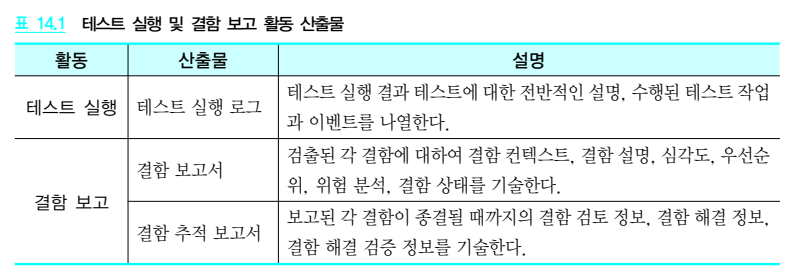 표 14.1 테스트 실행 및 결함 보고 활동 산출물
활동 산출물 설명
테스트 실행 테스트 실행 로그 테스트 실행 결과 테스트에 대한 전반적인 설명, 수행된 테스트 작업
과 이벤트를 나열한다.
결함 보고 결함 보고서 검출된 각 결함에 대하여 결함 컨텍스트, 결함 설명, 심각도, 우선순
위, 위험 분석, 결함 상태를 기술한다.
결함 추적 보고서 보고된 각 결함이 종결될 때까지의 결함 검토 정보, 결함 해결 정보,
결함 해결 검증 정보를 기술한다.